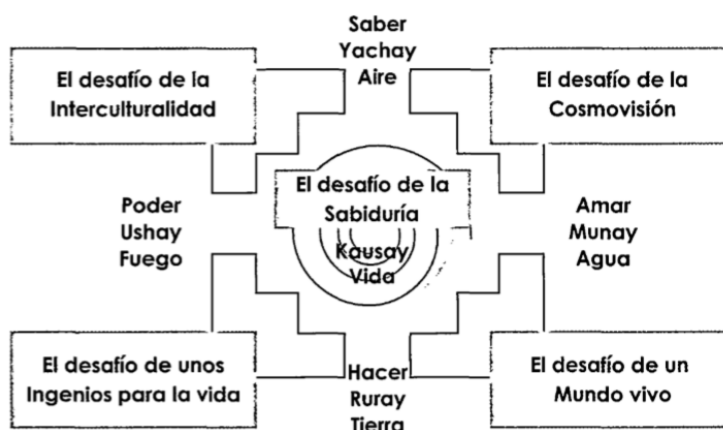 Saber
Yachay
Aire
El desafío de la
Interculturalidad
El desafío de la
Cosmovisión
El desafío de la
Sabiduría
Kausay
Vida
Poder
Ushay
Fuego
Amar
Munay
Agua
El desafío de unos
Ingenios para la vida
Hacer
Ruray
Tierra
El desafío de un
Mundo vivo